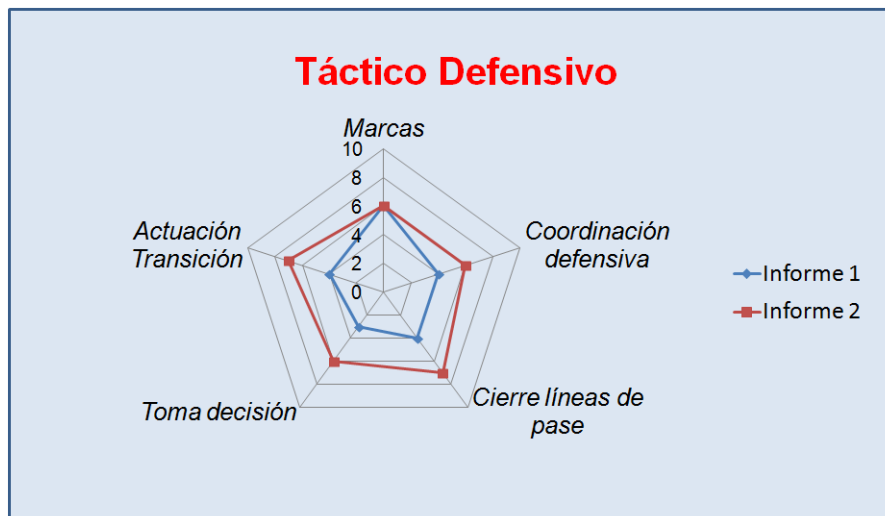 Táctico Defensivo
Marcas
10
8
6
4
2
0
Coordinación
defensiva
Cierre líneas de
pase
Toma decisión
Actuación
Transición
Informe 1
Informe 2